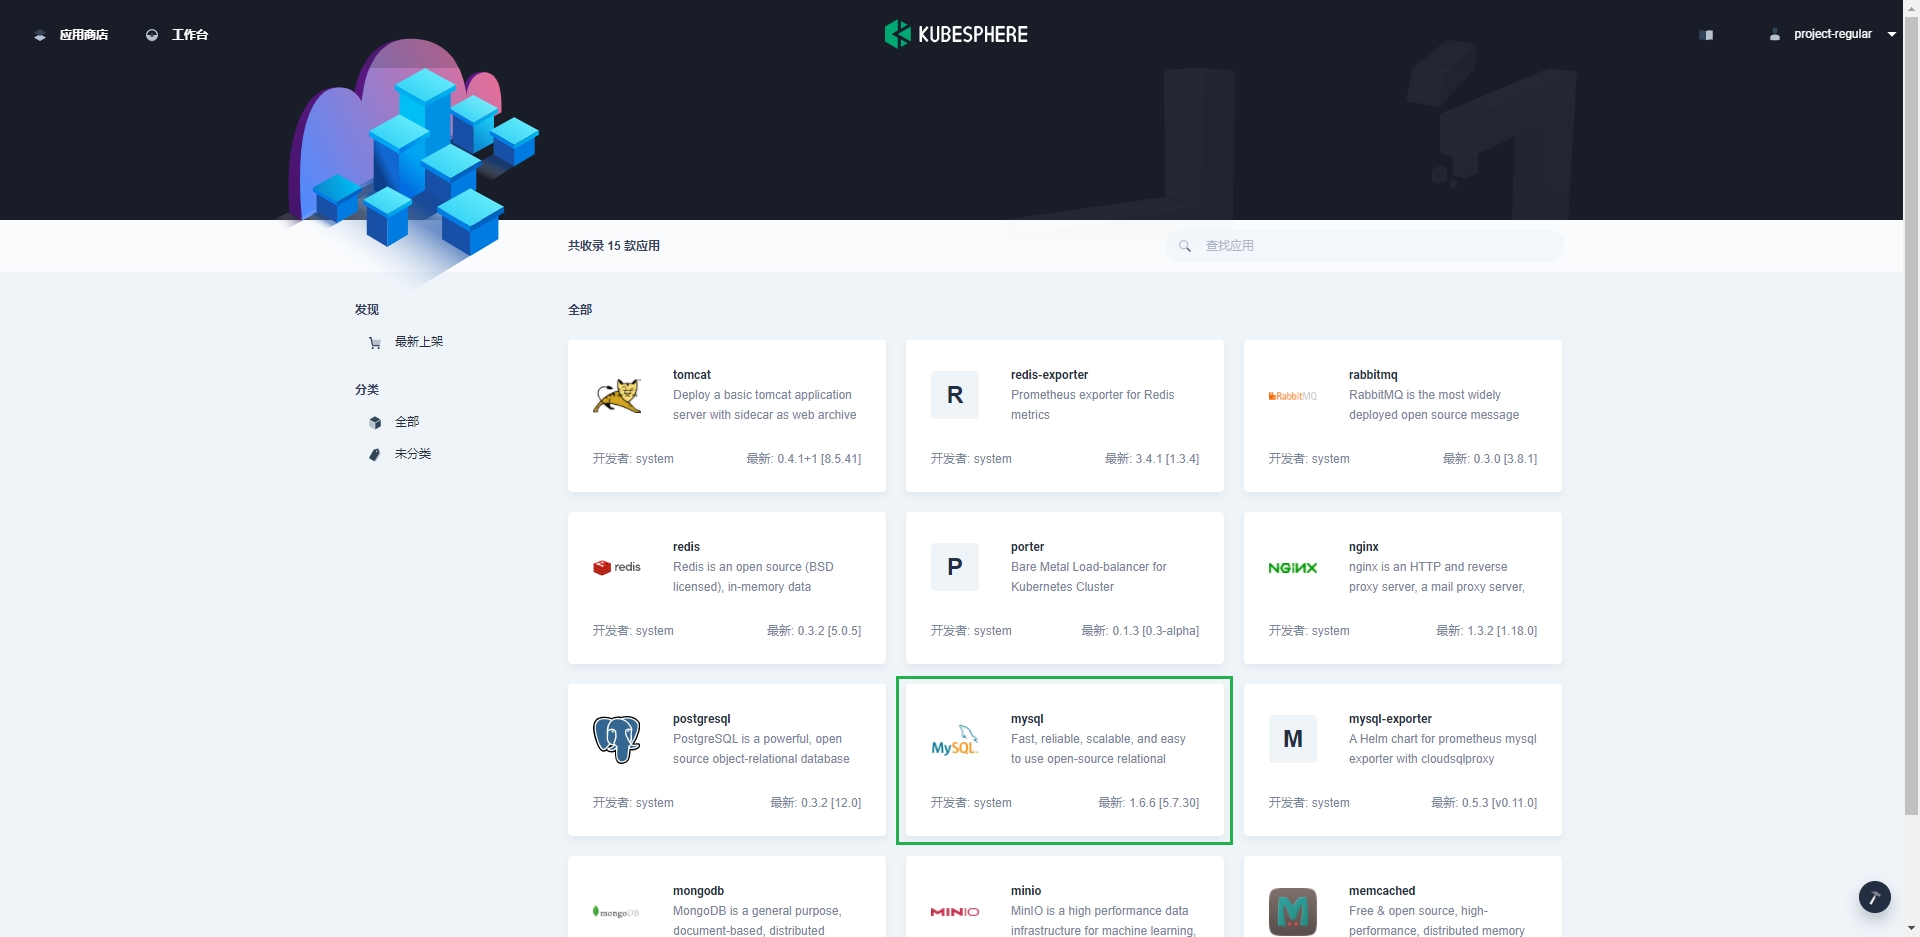 应用商店
工作台
KUBESPHERE
project-regular
共收录 15 款应用
查找应用
发现
最新上架
分类
全部
未分类
全部
tomcat
Deploy a basic tomcat application
server with sidecar as web archive
开发者: system
最新: 0.4.1+1 [8.5.41]
R
redis-exporter
Prometheus exporter for Redis
metrics
开发者: system
最新: 3.4.1 [1.3.4]
RabbitMQ
rabbitmq
RabbitMQ is the most widely
deployed open source message
开发者: system
最新: 0.3.0 [3.8.1]
redis
redis
Redis is an open source (BSD
licensed), in-memory data
开发者: system
最新: 0.3.2 [5.0.5]
P
porter
Bare Metal Load-balancer for
Kubernetes Cluster
开发者: system
最新: 0.1.3 [0.3-alpha]
NGINX
nginx
nginx is an HTTP and reverse
proxy server, a mail proxy server,
开发者: system
最新: 1.3.2 [1.18.0]
postgresql
PostgreSQL is a powerful, open
source object-relational database
开发者: system
最新: 0.3.2 [12.0]
MySQL
mysql
Fast, reliable, scalable, and easy
to use open-source relational
开发者: system
最新: 1.6.6 [5.7.30]
M
mysql-exporter
A Helm chart for prometheus mysql
exporter with cloudsqlproxy
开发者: system
最新: 0.5.3 [v0.11.0]
mongoDB
mongodb
MongoDB is a general purpose,
document-based, distributed
MINIO
minio
MinIO is a high performance data
infrastructure for machine learning,
M
memcached
Free & open source, high-
performance, distributed memory